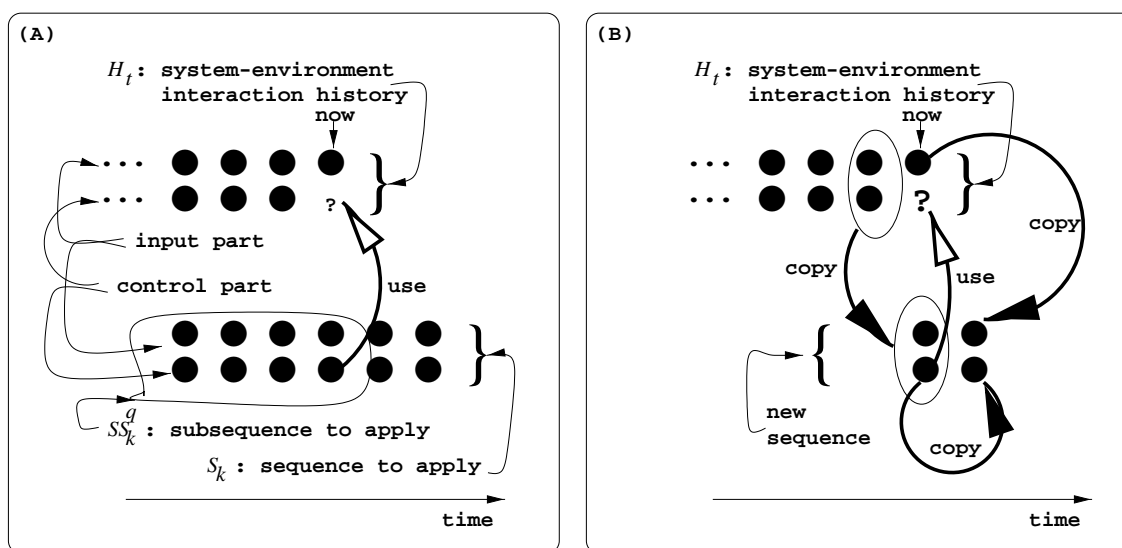 (A)
H_t : system-environment
interaction history
now
...
...
?
input part
control part
use
SS_k^q : subsequence to apply
S_k : sequence to apply
time
(B)
H_t : system-environment
interaction history
now
...
...
?
copy
copy
use
new
sequence
copy
time